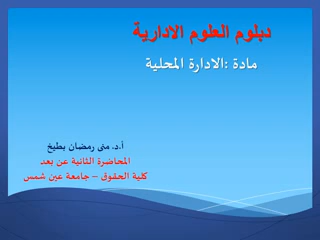 دبلوم العلوم الادارية
مادة :الادارة المحلية
أ.د. منى رمضان بطيخ
المحاضرة الثانية عن بعد
كلية الحقوق – جامعة عين شمس